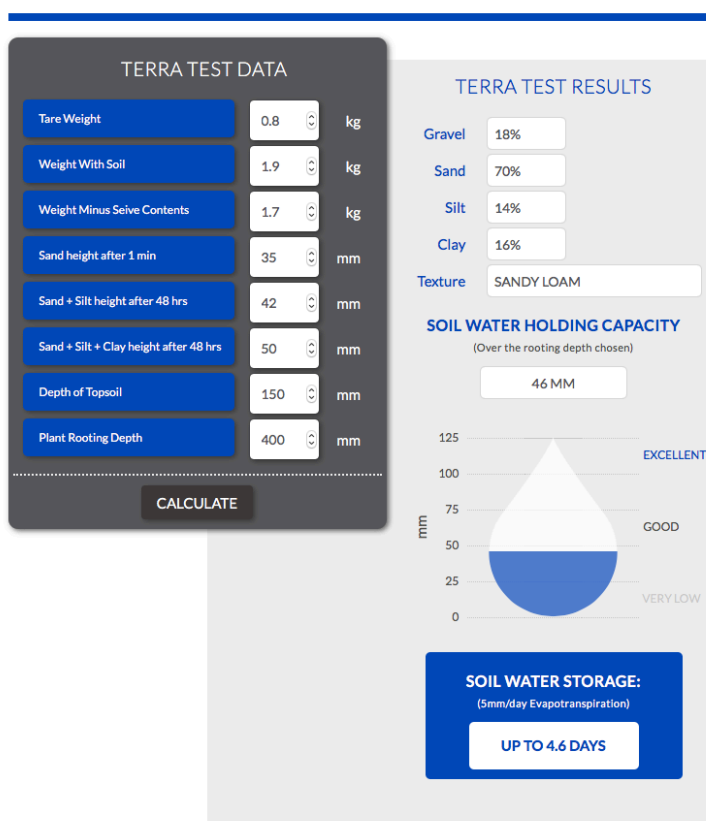 TERRA TEST DATA
Tare Weight 0.8 kg
Weight With Soil 1.9 kg
Weight Minus Seive Contents 1.7 kg
Sand height after 1 min 35 mm
Sand + Silt height after 48 hrs 42 mm
Sand + Silt + Clay height after 48 hrs 50 mm
Depth of Topsoil 150 mm
Plant Rooting Depth 400 mm
CALCULATE
TERRA TEST RESULTS
Gravel 18%
Sand 70%
Silt 14%
Clay 16%
Texture SANDY LOAM
SOIL WATER HOLDING CAPACITY
(Over the rooting depth chosen)
46 MM
125
EXCELLENT
100
75
mm
GOOD
50
25
VERY LOW
0
SOIL WATER STORAGE:
(5mm/day Evapotranspiration)
UP TO 4.6 DAYS